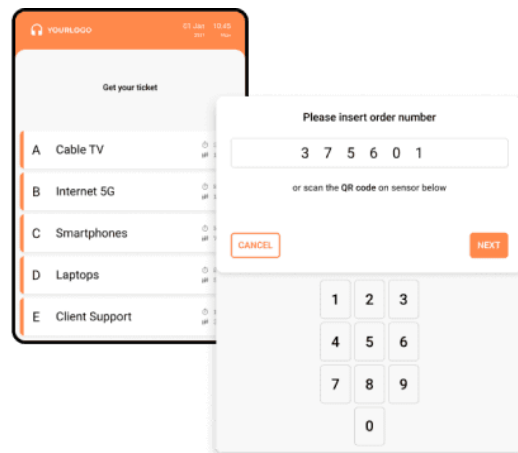 YOURLOGO
03 Jan 10:45
2021
Get your ticket
A Cable TV
B Internet 5G
C Smartphones
D Laptops
E Client Support
Please insert order number
3 7 5 6 0 1
or scan the QR code on sensor below
CANCEL
NEXT
1 2 3
4 5 6
7 8 9
0